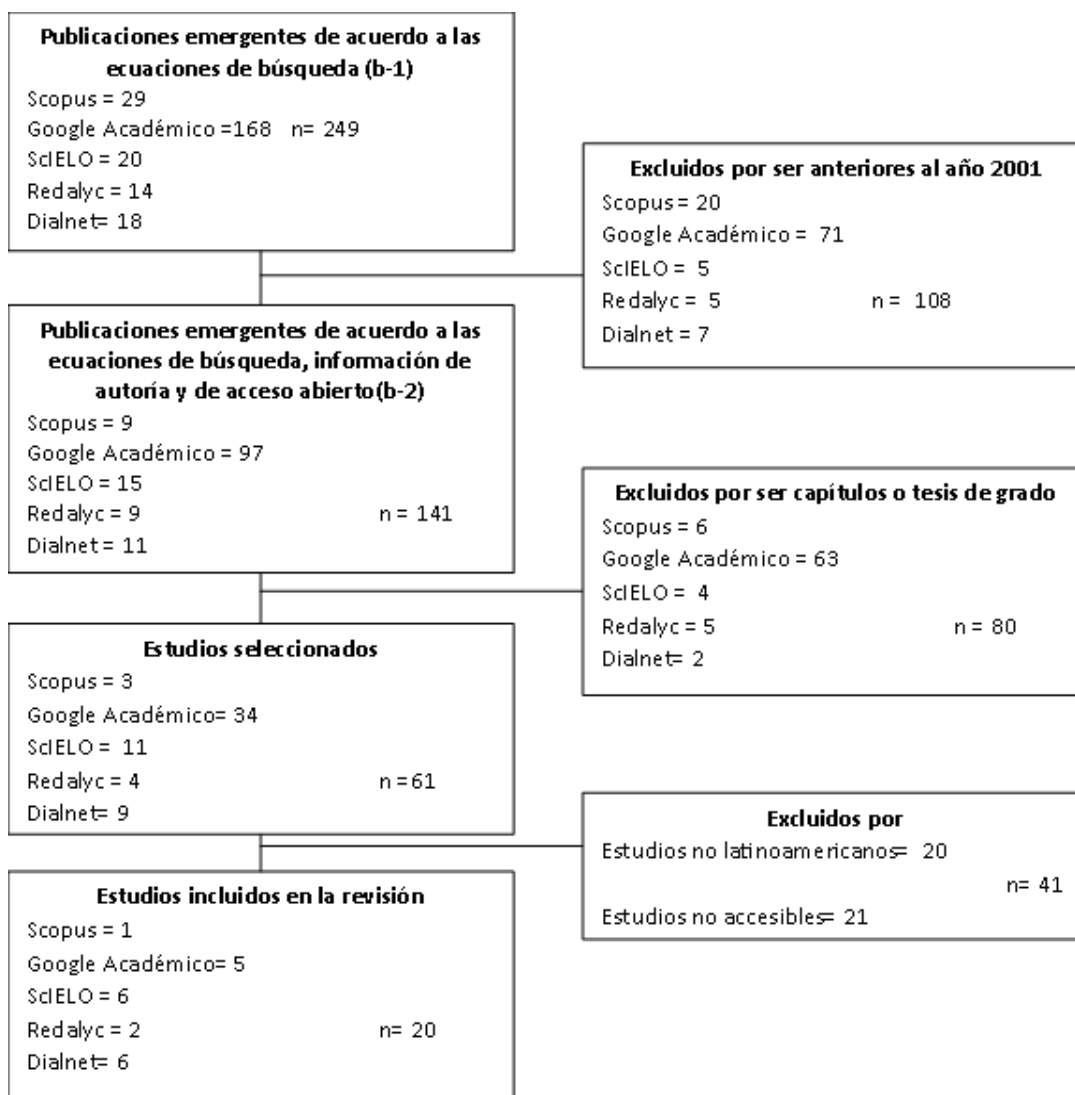 Publicaciones emergentes de acuerdo a las
ecuaciones de búsqueda (b-1)
Scopus = 29
Google Académico =168 n= 249
ScIELO = 20
Redalyc = 14
Dialnet= 18
Excluidos por ser anteriores al año 2001
Scopus = 20
Google Académico = 71
ScIELO = 5
Redalyc = 5 n = 108
Dialnet = 7
Publicaciones emergentes de acuerdo a las
ecuaciones de búsqueda, información de
autoría y de acceso abierto(b-2)
Scopus = 9
Google Académico = 97
ScIELO = 15
Redalyc = 9 n = 141
Dialnet = 11
Excluidos por ser capítulos o tesis de grado
Scopus = 6
Google Académico = 63
ScIELO = 4
Redalyc = 5 n = 80
Dialnet= 2
Estudios seleccionados
Scopus = 3
Google Académico= 34
ScIELO = 11
Redalyc = 4 n =61
Dialnet= 9
Excluidos por
Estudios no latinoamericanos= 20
n= 41
Estudios no accesibles= 21
Estudios incluidos en la revisión
Scopus = 1
Google Académico= 5
ScIELO = 6
Redalyc = 2 n= 20
Dialnet= 6